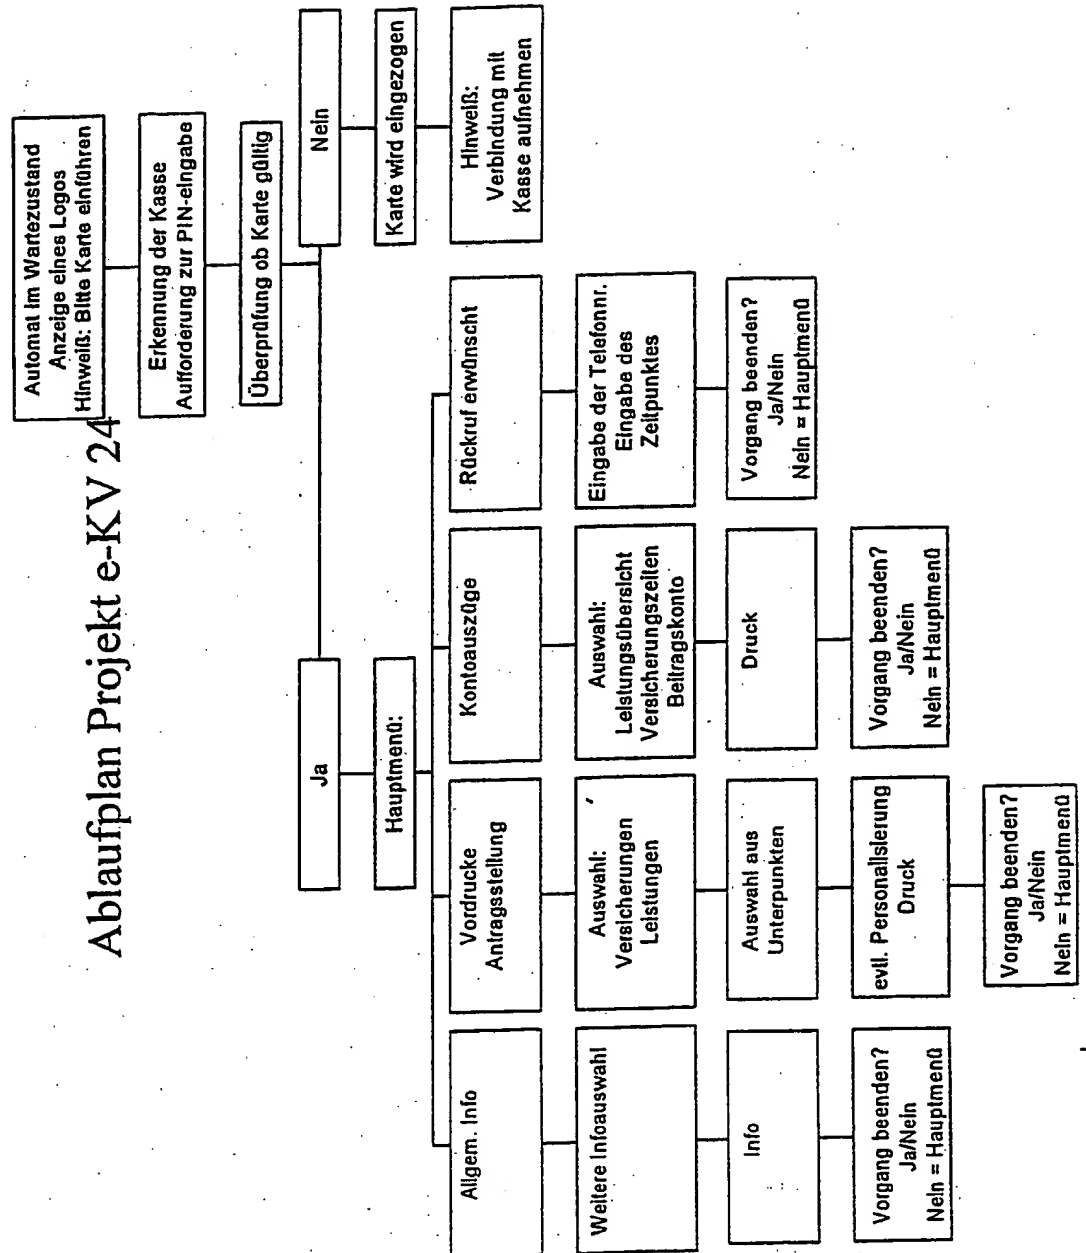 Ablaufplan Projekt e-KV 24
Automat im Wartezustand
Anzeige eines Logos
Hinweiß: Bitte Karte einführen
Erkennung der Kasse
Aufforderung zur PIN-eingabe
Überprüfung ob Karte gültig
Ja
Nein
Hauptmenü:
Karte wird eingezogen
Allgem. Info
Vordrucke
Antragsstellung
Kontoauszüge
Rückruf erwünscht
Hinweiß:
Verbindung mit
Kasse aufnehmen
Weitere Infoauswahl
Auswahl:
Versicherungen
Leistungen
Auswahl:
Leistungsübersicht
Versicherungszeiten
Beitragskonto
Eingabe der Telefonnr.
Eingabe des
Zeitpunktes
Info
Auswahl aus
Unterpunkten
Druck
Vorgang beenden?
Ja/Nein
Nein = Hauptmenü
Vorgang beenden?
Ja/Nein
Nein = Hauptmenü
evtl. Personalisierung
Druck
Vorgang beenden?
Ja/Nein
Nein = Hauptmenü
Vorgang beenden?
Ja/Nein
Nein = Hauptmenü